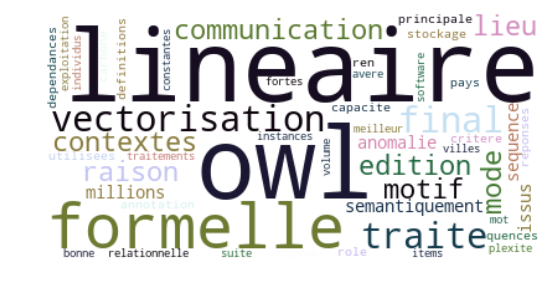 principale
communication
lieu
stockage
lineaire
dependances
exploitation
individus
definitions
constantes
ren
avere
fortes
software
pays
vectorisation
capacite
final
contextes
instances
meilleur
anomalie
critere
sequence
reponses
utilisees
traitements
volume
villes
raison
owl
edition
mode
millions
motif
issus
annotation
semantiquement
formelle
traite
mot
quences
plexite
bonne
relationnelle
suite
role
items